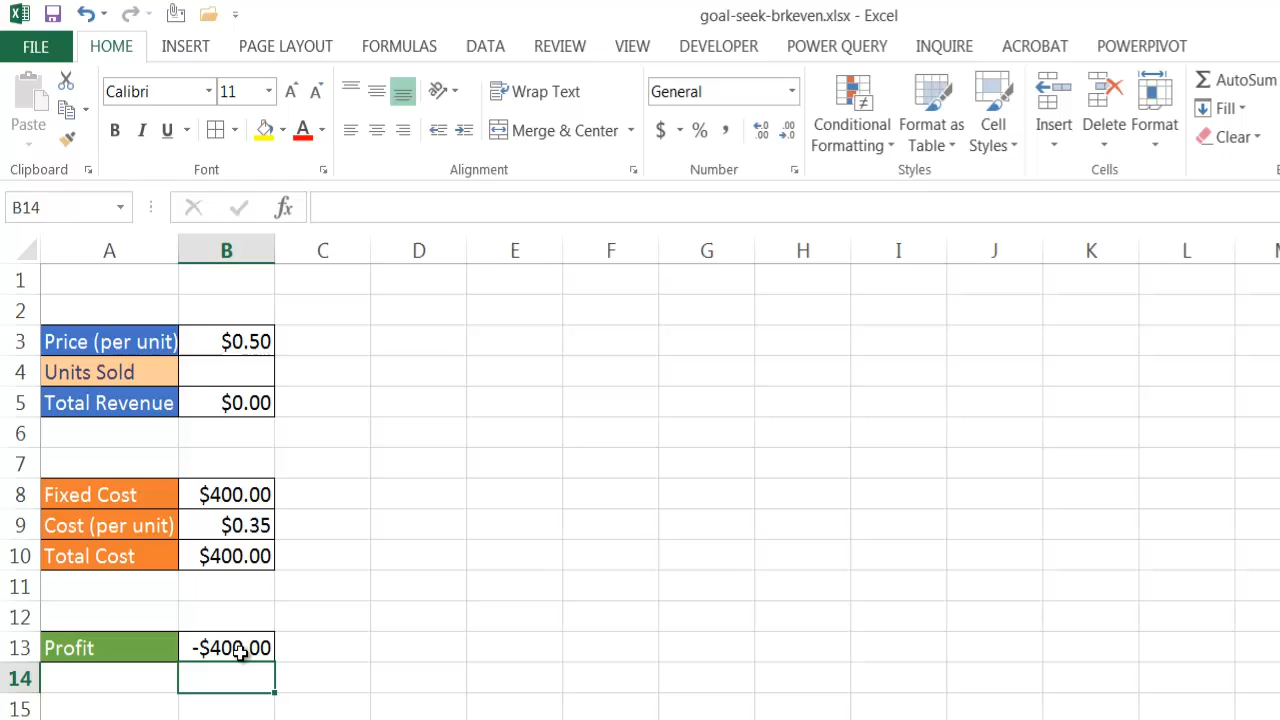 goal-seek-brkeven.xlsx - Excel
FILE HOME INSERT PAGE LAYOUT FORMULAS DATA REVIEW VIEW DEVELOPER POWER QUERY INQUIRE ACROBAT POWERPIVOT
Calibri 11 A A Wrap Text General AutoSum
Paste Conditional Format as Cell Insert Delete Format Fill
B I U A Merge & Center $ % , .00 .0 Formatting Table Styles Clear
Clipboard Font Alignment Number Styles Cells
B14 fx
A B C D E F G H I J K L
1
2
3 Price (per unit) $0.50
4 Units Sold
5 Total Revenue $0.00
6
7
8 Fixed Cost $400.00
9 Cost (per unit) $0.35
10 Total Cost $400.00
11
12
13 Profit -$400.00
14
15